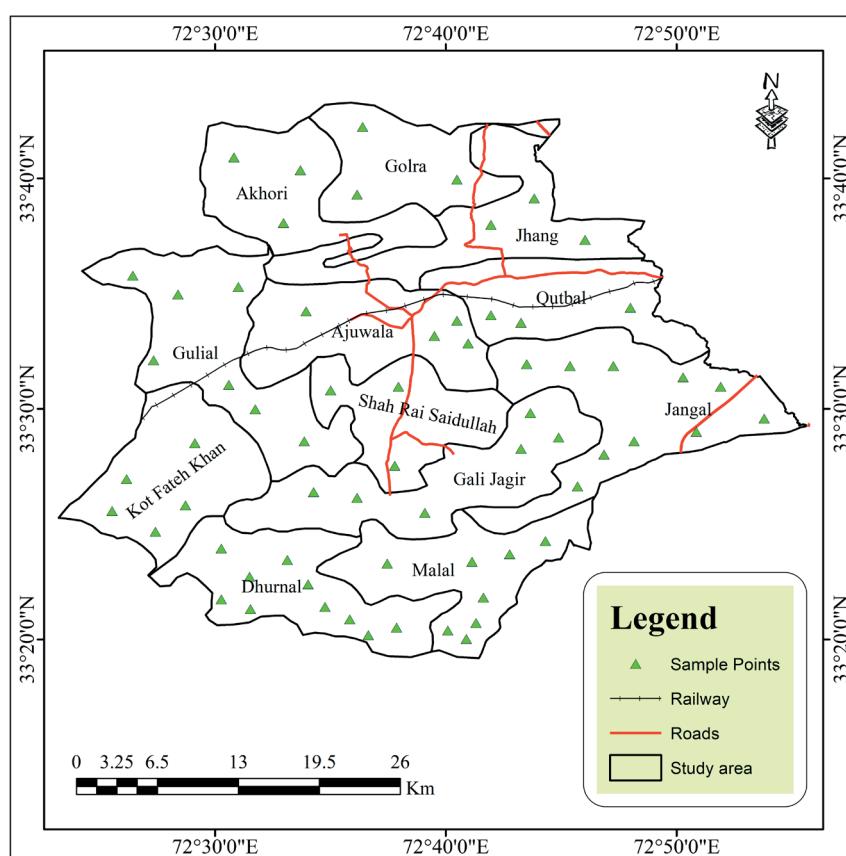 72°30'0"E 72°40'0"E 72°50'0"E
N
33°40'0"N 33°40'0"N
Golra
Akhori
Jhang
Qutbal
Ajuwala
Gulial
33°30'0"N 33°30'0"N
Shah Rai Saidullah
Jangal
Kot Fateh Khan
Gali Jagir
Malal
Dhurnal
33°20'0"N 33°20'0"N
Legend
Sample Points
Railway
Roads
Study area
0 3.25 6.5 13 19.5 26
Km
72°30'0"E 72°40'0"E 72°50'0"E